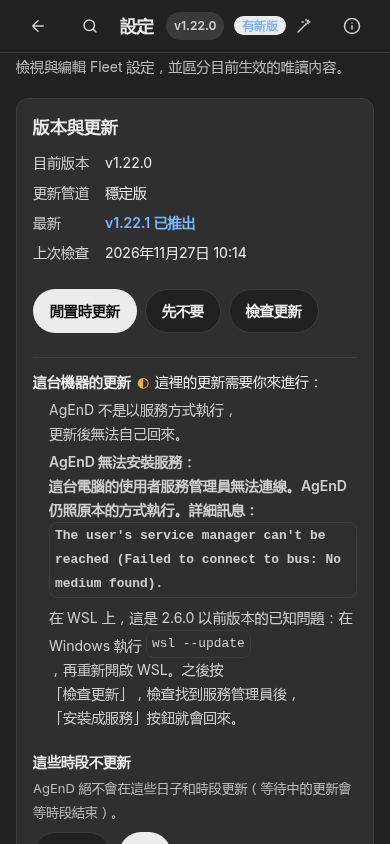 設定 v1.22.0 有新版
檢視與編輯 Fleet 設定，並區分目前生效的唯讀內容。
版本與更新
目前版本 v1.22.0
更新管道 穩定版
最新 v1.22.1 已推出
上次檢查 2026年11月27日 10:14
閒置時更新 先不要 檢查更新
這台機器的更新 ◐ 這裡的更新需要你來進行：
AgEnD 不是以服務方式執行，
更新後無法自己回來。
AgEnD 無法安裝服務：
這台電腦的使用者服務管理員無法連線。AgEnD
仍照原本的方式執行。詳細訊息：
The user's service manager can't be
reached (Failed to connect to bus: No
medium found).
在 WSL 上，這是 2.6.0 以前版本的已知問題：在
Windows 執行 wsl --update
，再重新開啟 WSL。之後按
「檢查更新」，檢查找到服務管理員後，
「安裝成服務」按鈕就會回來。
這些時段不更新
AgEnD 絕不會在這些日子和時段更新（等待中的更新會
等時段結束）。